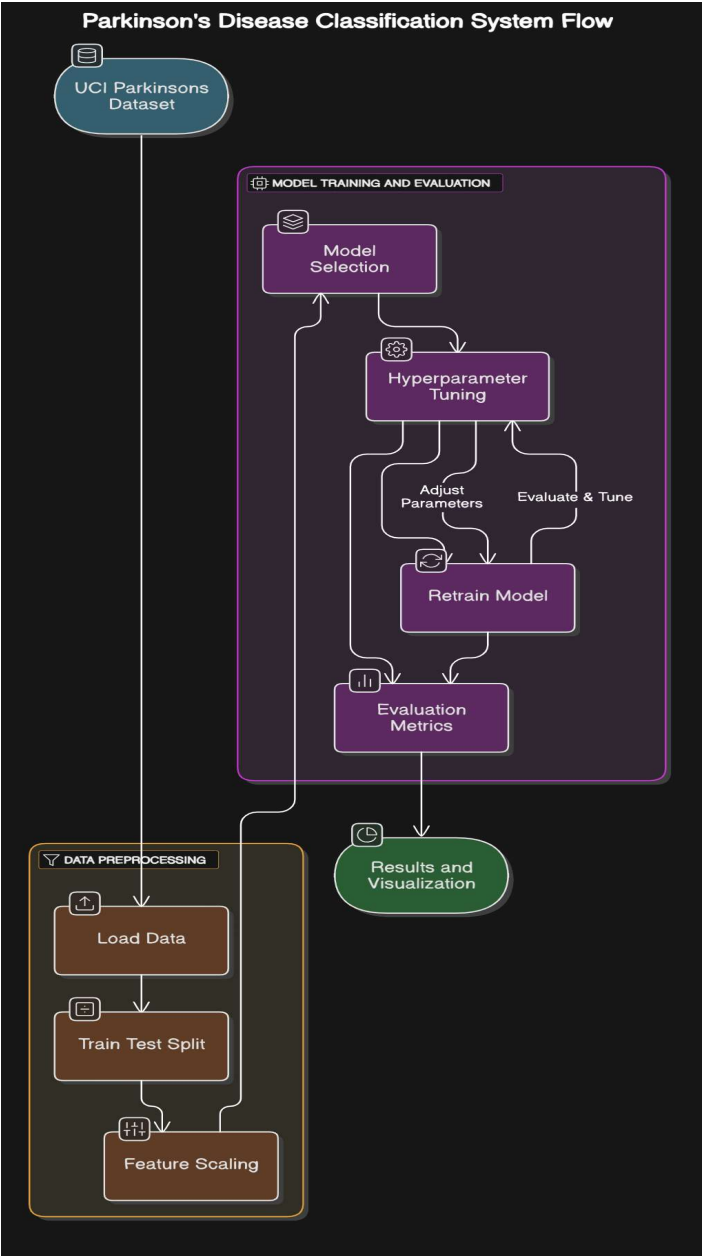 Parkinson's Disease Classification System Flow
UCI Parkinsons
Dataset
MODEL TRAINING AND EVALUATION
Model
Selection
Hyperparameter
Tuning
Adjust
Parameters
Evaluate & Tune
Retrain Model
Evaluation
Metrics
Results and
Visualization
DATA PREPROCESSING
Load Data
Train Test Split
Feature Scaling